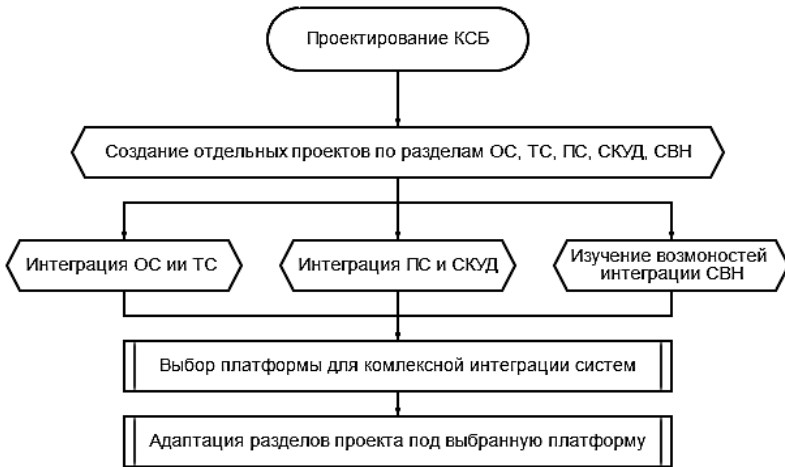 Проектирование КСБ
Создание отдельных проектов по разделам ОС, ТС, ПС, СКУД, СВН
Интеграция ОС ии ТС
Интеграция ПС и СКУД
Изучение возмоностей
интеграции СВН
Выбор платформы для комлексной интеграции систем
Адаптация разделов проекта под выбранную платформу